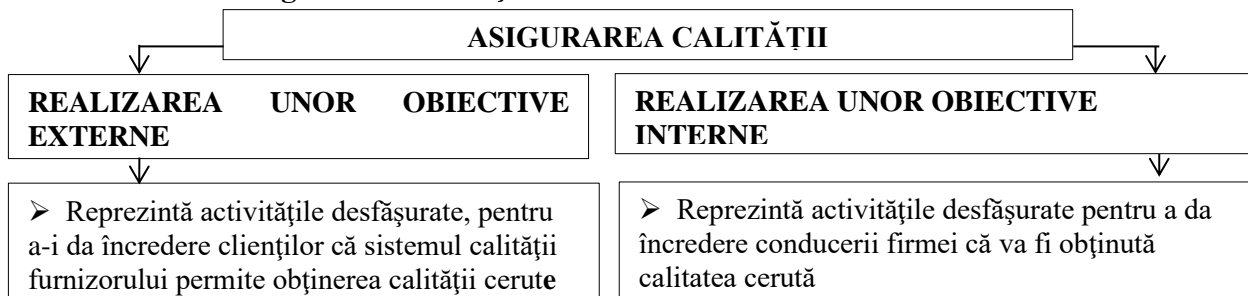 ASIGURAREA CALITĂŢII
REALIZAREA UNOR OBIECTIVE
EXTERNE
REALIZAREA UNOR OBIECTIVE
INTERNE
➢ Reprezintă activităţile desfăşurate, pentru
a-i da încredere clienţilor că sistemul calităţii
furnizorului permite obţinerea calităţii cerute
➢ Reprezintă activităţile desfăşurate pentru a da
încredere conducerii firmei că va fi obţinută
calitatea cerută